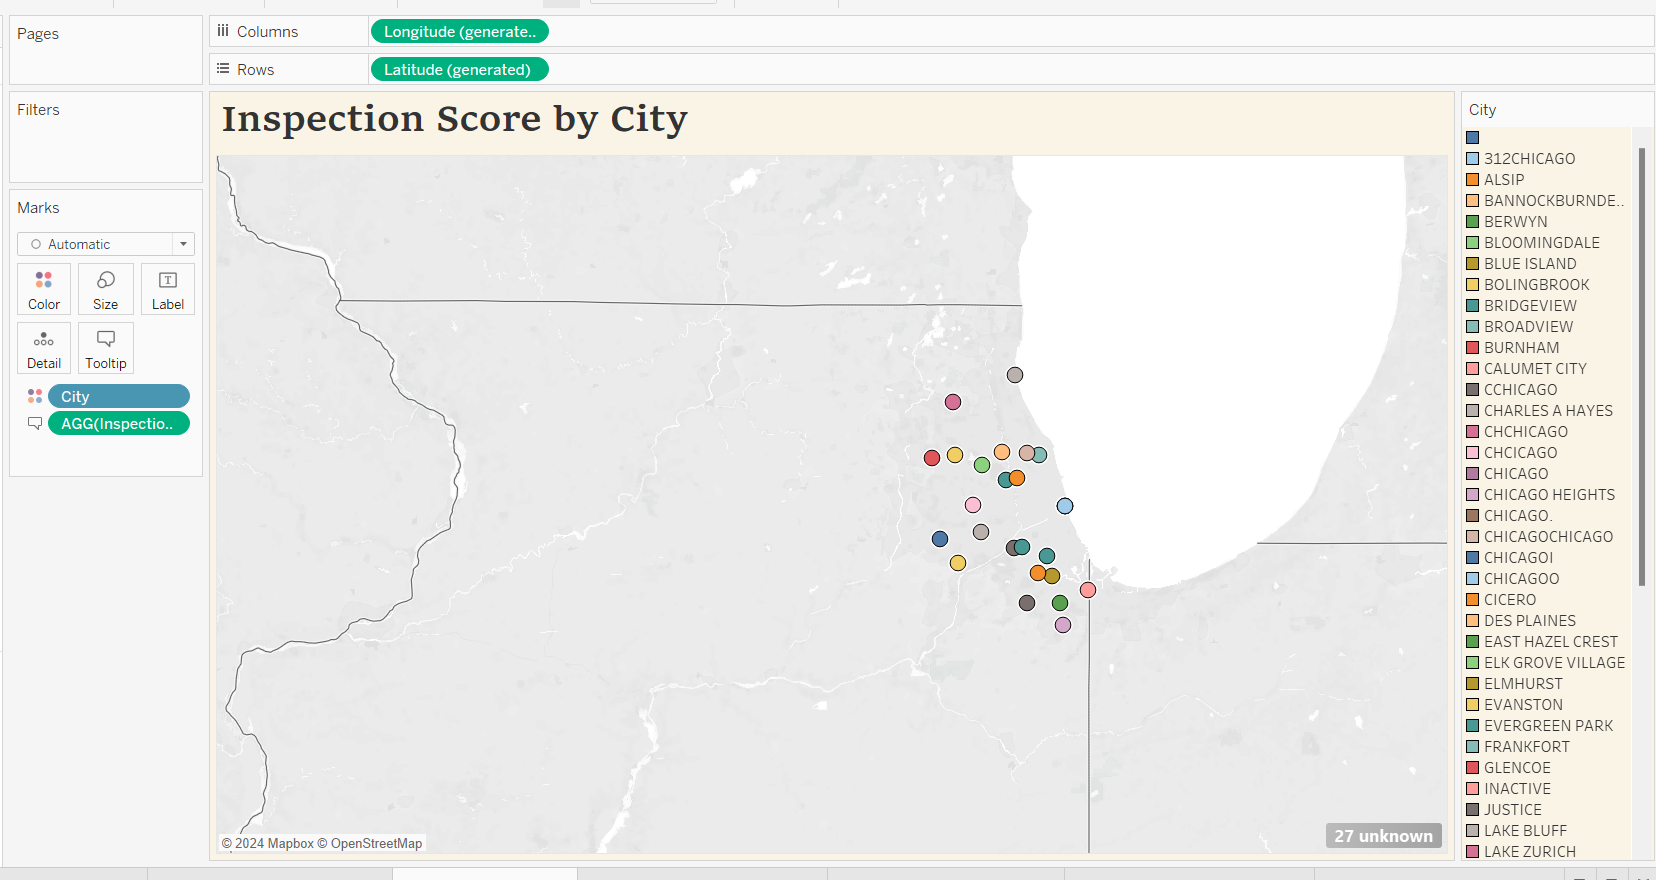 Pages
Columns
Longitude (generate..
Rows
Latitude (generated)
Filters
Marks
Automatic
Color
Size
T
Label
Detail
Tooltip
City
AGG(Inspectio..
Inspection Score by City
© 2024 Mapbox © OpenStreetMap
27 unknown
City
312CHICAGO
ALSIP
BANNOCKBURNDE..
BERWYN
BLOOMINGDALE
BLUE ISLAND
BOLINGBROOK
BRIDGEVIEW
BROADVIEW
BURNHAM
CALUMET CITY
CCHICAGO
CHARLES A HAYES
CHCHICAGO
CHCICAGO
CHICAGO
CHICAGO HEIGHTS
CHICAGO.
CHICAGOCHICAGO
CHICAGOI
CHICAGOO
CICERO
DES PLAINES
EAST HAZEL CREST
ELK GROVE VILLAGE
ELMHURST
EVANSTON
EVERGREEN PARK
FRANKFORT
GLENCOE
INACTIVE
JUSTICE
LAKE BLUFF
LAKE ZURICH